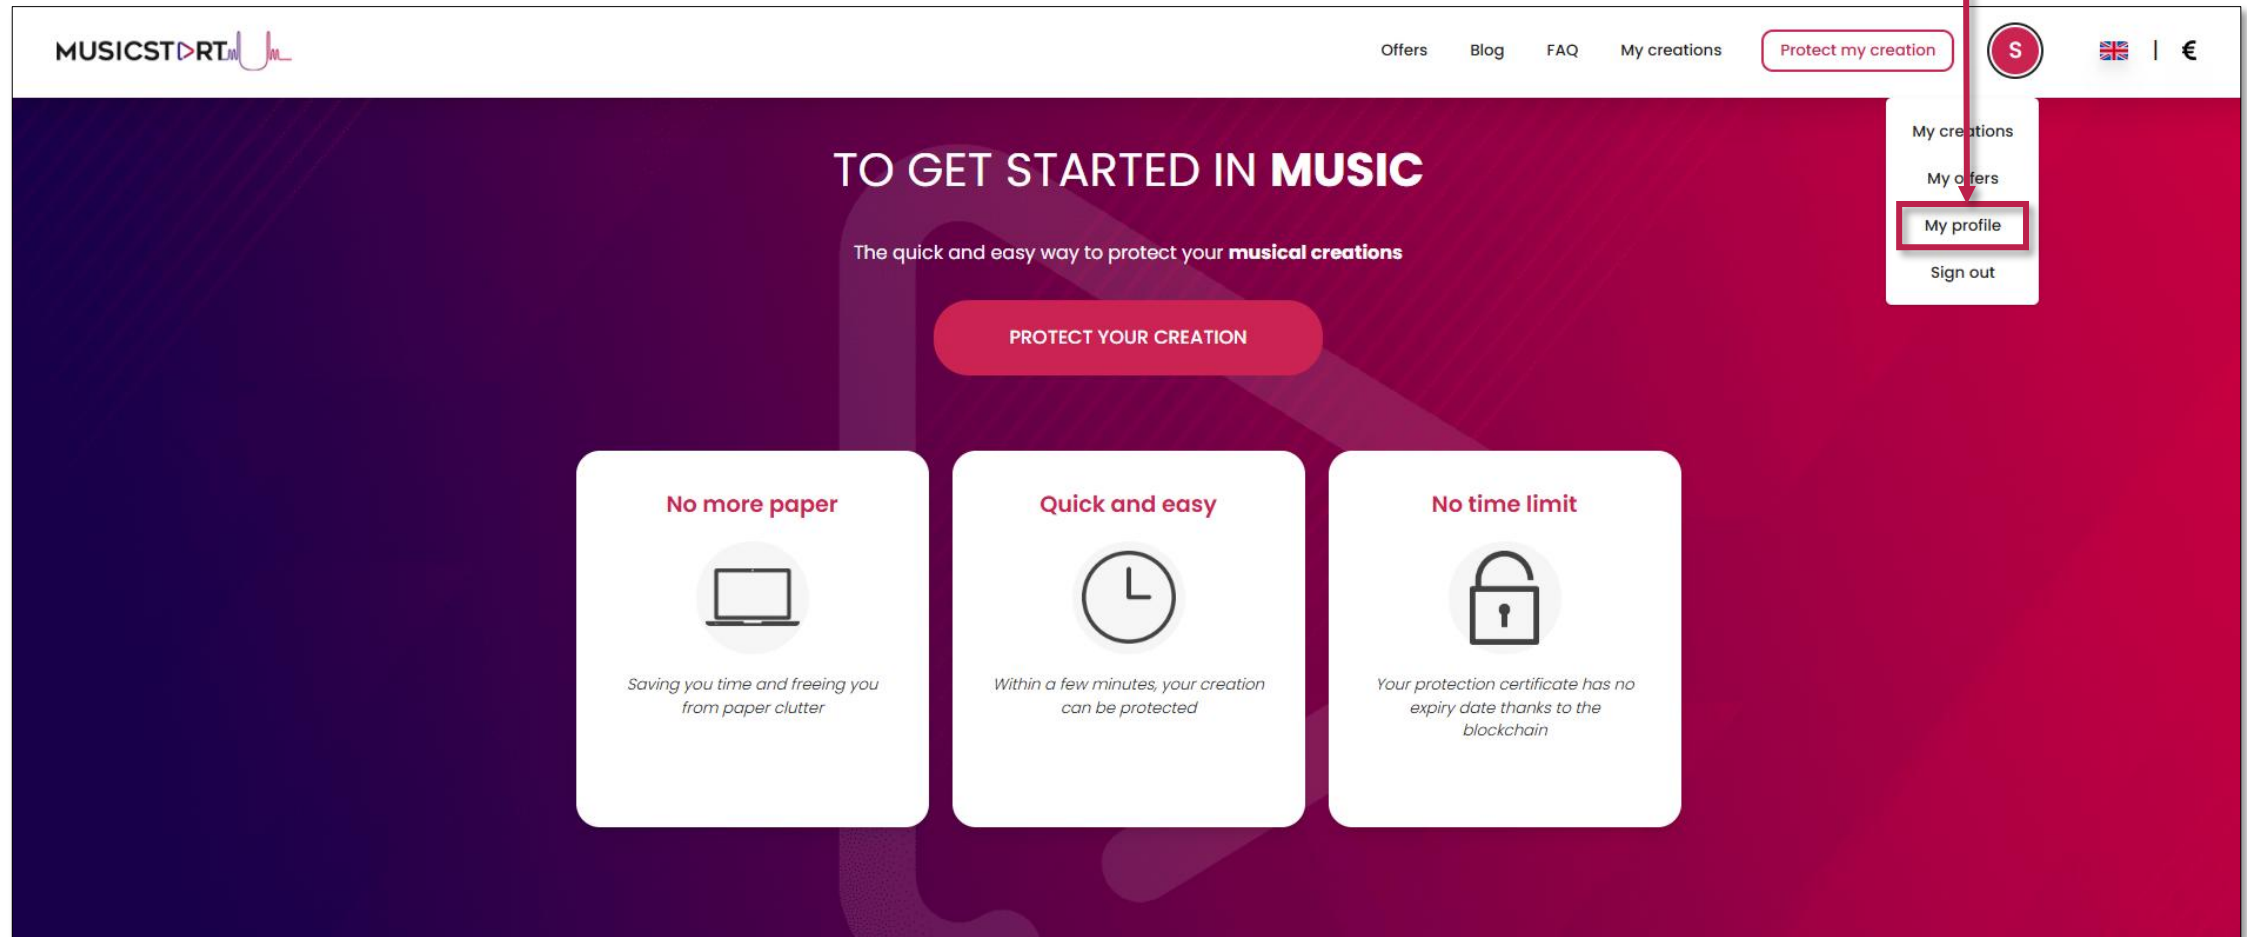 MUSICSTART
Offers Blog FAQ My creations Protect my creation S | €
My creations
My offers
My profile
Sign out
TO GET STARTED IN MUSIC
The quick and easy way to protect your musical creations
PROTECT YOUR CREATION
No more paper
Saving you time and freeing you
from paper clutter
Quick and easy
Within a few minutes, your creation
can be protected
No time limit
Your protection certificate has no
expiry date thanks to the
blockchain